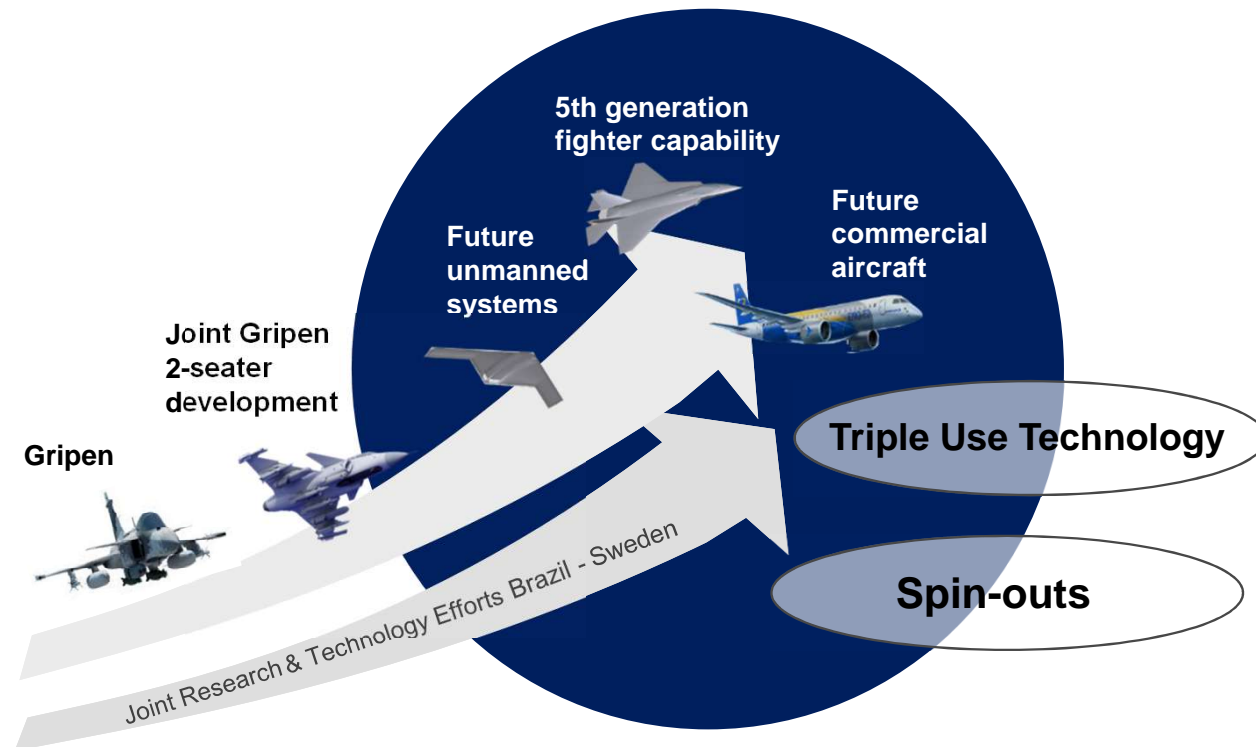 5th generation
fighter capability
Future
commercial
aircraft
Future
unmanned
systems
Joint Gripen
2-seater
development
Gripen
Triple Use Technology
Joint Research & Technology Efforts Brazil - Sweden
Spin-outs